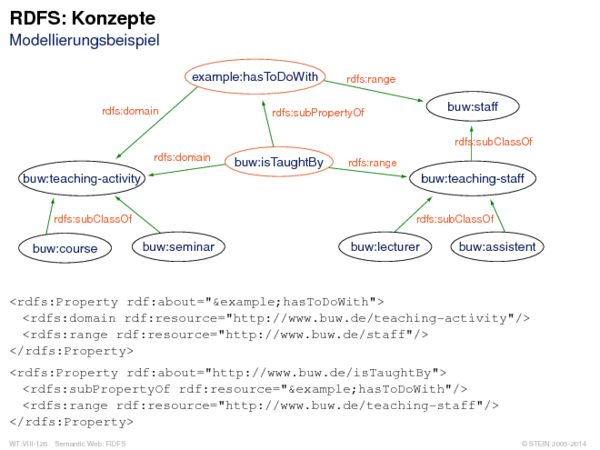 RDFS: Konzepte
Modellierungsbeispiel
example:hasToDoWith
rdfs:range
buw:staff
rdfs:domain
rdfs:subPropertyOf
rdfs:subClassOf
rdfs:domain
buw:isTaughtBy
rdfs:range
buw:teaching-activity
buw:teaching-staff
rdfs:subClassOf
rdfs:subClassOf
buw:course
buw:seminar
buw:lecturer
buw:assistent
<rdfs:Property rdf:about="&example;hasToDoWith">
<rdfs:domain rdf:resource="http://www.buw.de/teaching-activity"/>
<rdfs:range rdf:resource="http://www.buw.de/staff"/>
</rdfs:Property>
<rdfs:Property rdf:about="http://www.buw.de/isTaughtBy">
<rdfs:subPropertyOf rdf:resource="&example;hasToDoWith"/>
<rdfs:range rdf:resource="http://www.buw.de/teaching-staff"/>
</rdfs:Property>
WT:VIII-126 Semantic Web: RDFS © STEIN 2005-2014